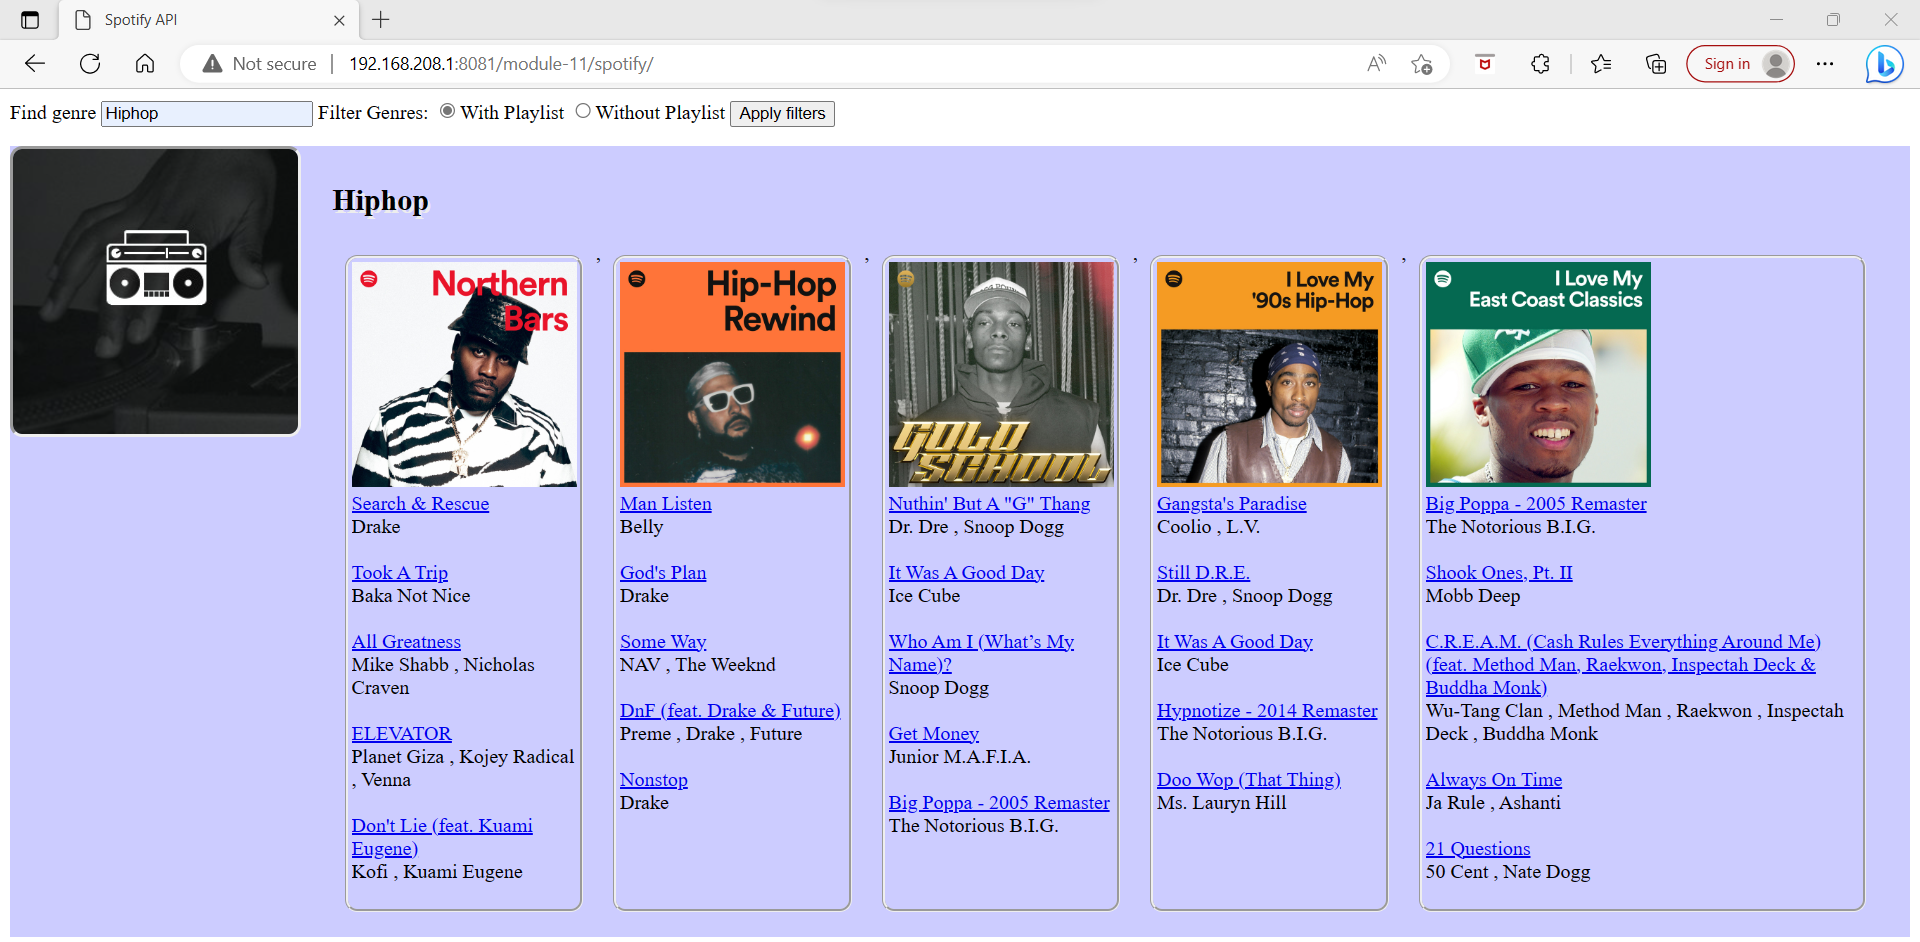 Spotify API
Not secure
192.168.208.1:8081/module-11/spotify/
A))
Sign in
Find genre Hiphop Filter Genres: With Playlist Without Playlist Apply filters
Hiphop
Northern
Bars
Search & Rescue
Drake
Took A Trip
Baka Not Nice
All Greatness
Mike Shabb , Nicholas
Craven
ELEVATOR
Planet Giza , Kojey Radical
, Venna
Don't Lie (feat. Kuami
Eugene)
Kofi , Kuami Eugene
,
Hip-Hop
Rewind
Man Listen
Belly
God's Plan
Drake
Some Way
NAV , The Weeknd
DnF (feat. Drake & Future)
Preme , Drake , Future
Nonstop
Drake
,
GOLD
SCHOOL
Nuthin' But A "G" Thang
Dr. Dre , Snoop Dogg
It Was A Good Day
Ice Cube
Who Am I (What’s My
Name)?
Snoop Dogg
Get Money
Junior M.A.F.I.A.
Big Poppa - 2005 Remaster
The Notorious B.I.G.
,
I Love My
'90s Hip-Hop
Gangsta's Paradise
Coolio , L.V.
Still D.R.E.
Dr. Dre , Snoop Dogg
It Was A Good Day
Ice Cube
Hypnotize - 2014 Remaster
The Notorious B.I.G.
Doo Wop (That Thing)
Ms. Lauryn Hill
,
I Love My
East Coast Classics
Big Poppa - 2005 Remaster
The Notorious B.I.G.
Shook Ones, Pt. II
Mobb Deep
C.R.E.A.M. (Cash Rules Everything Around Me)
(feat. Method Man, Raekwon, Inspectah Deck &
Buddha Monk)
Wu-Tang Clan , Method Man , Raekwon , Inspectah
Deck , Buddha Monk
Always On Time
Ja Rule , Ashanti
21 Questions
50 Cent , Nate Dogg